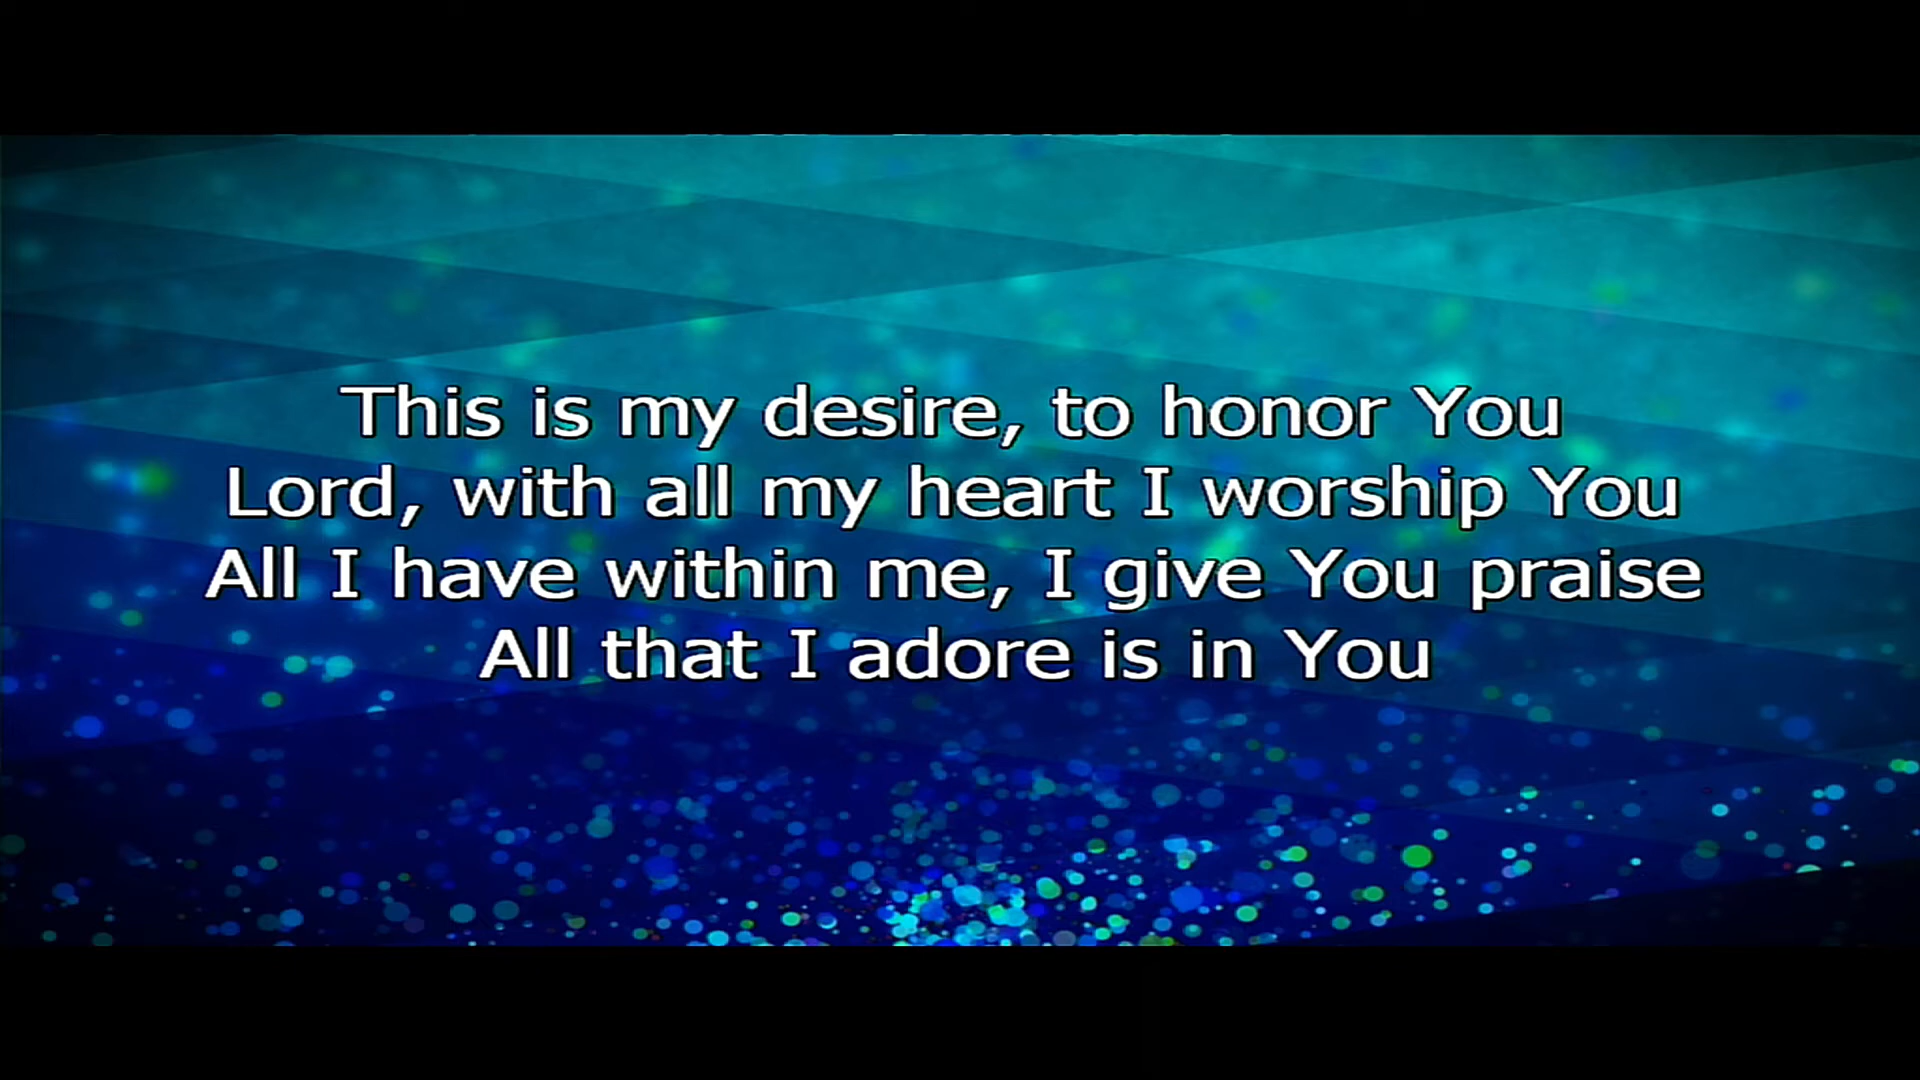 This is my desire, to honor You
Lord, with all my heart I worship You
All I have within me, I give You praise
All that I adore is in You